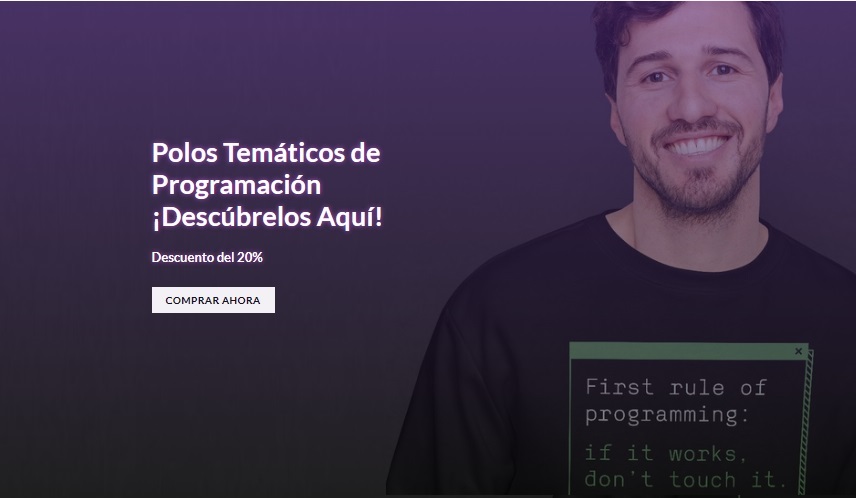 Polos Temáticos de
Programación
¡Descúbrelos Aquí!
Descuento del 20%
COMPRAR AHORA
First rule of
programming:
if it works,
don't touch it.